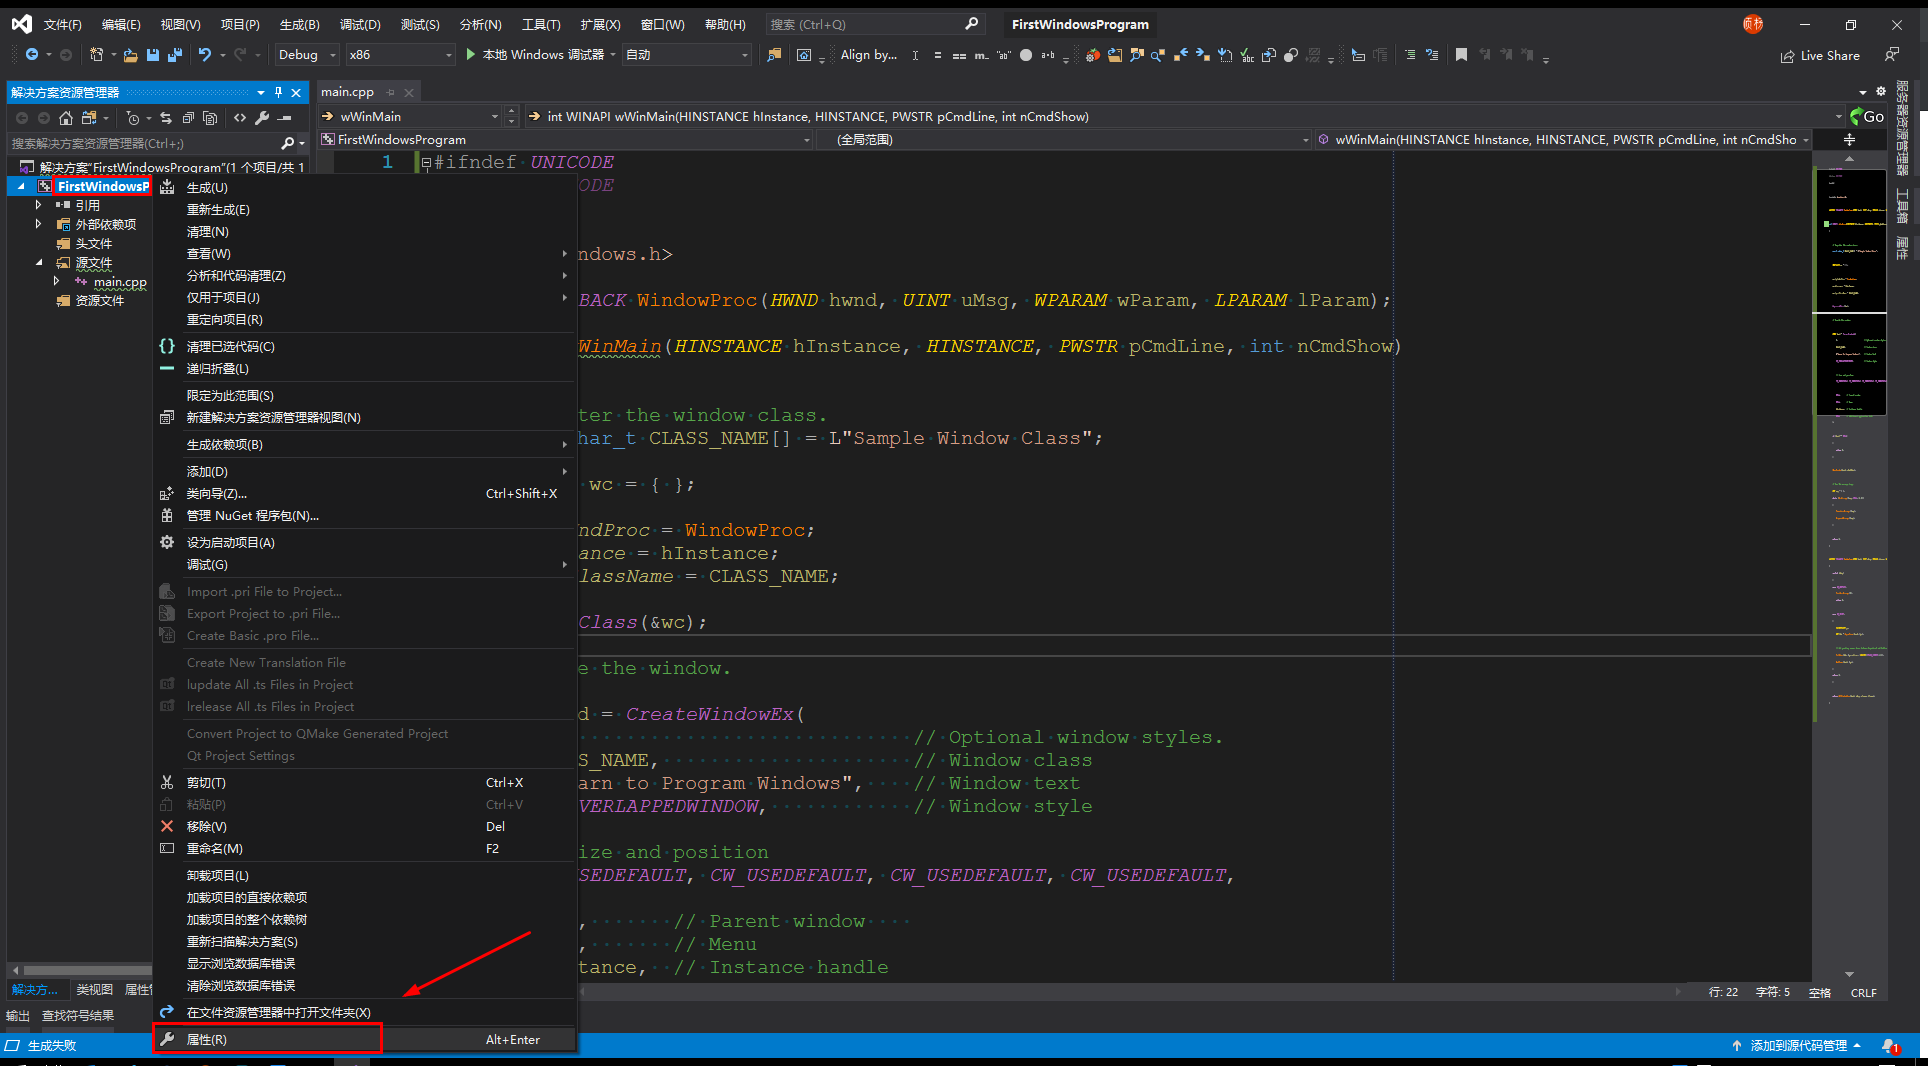 文件(F) 编辑(E) 视图(V) 项目(P) 生成(B) 调试(D) 测试(S) 分析(N) 工具(T) 扩展(X) 窗口(W) 帮助(H) 搜索 (Ctrl+Q) FirstWindowsProgram
Debug x86 本地 Windows 调试器 自动 Align by... Live Share
解决方案资源管理器
main.cpp
wWinMain
int WINAPI wWinMain(HINSTANCE hInstance, HINSTANCE, PWSTR pCmdLine, int nCmdShow)
Go
搜索解决方案资源管理器(Ctrl+;)
FirstWindowsProgram
(全局范围)
wWinMain(HINSTANCE hInstance, HINSTANCE, PWSTR pCmdLine, int nCmdSho
解决方案"FirstWindowsProgram"(1 个项目/共 1
FirstWindowsP
引用
外部依赖项
头文件
源文件
main.cpp
资源文件
生成(U)
重新生成(E)
清理(N)
查看(W)
分析和代码清理(Z)
仅用于项目(J)
重定向项目(R)
清理已选代码(C)
递归折叠(L)
限定为此范围(S)
新建解决方案资源管理器视图(N)
生成依赖项(B)
添加(D)
类向导(Z)... Ctrl+Shift+X
管理 NuGet 程序包(N)...
设为启动项目(A)
调试(G)
Import .pri File to Project...
Export Project to .pri File...
Create Basic .pro File...
Create New Translation File
lupdate All .ts Files in Project
lrelease All .ts Files in Project
Convert Project to QMake Generated Project
Qt Project Settings
剪切(T) Ctrl+X
粘贴(P) Ctrl+V
移除(V) Del
重命名(M) F2
卸载项目(L)
加载项目的直接依赖项
加载项目的整个依赖树
重新扫描解决方案(S)
显示浏览数据库错误
清除浏览数据库错误
在文件资源管理器中打开文件夹(X)
属性(R) Alt+Enter
1 #ifndef UNICODE
ODE
ndows.h>
BACK WindowProc(HWND hwnd, UINT uMsg, WPARAM wParam, LPARAM lParam);
WinMain(HINSTANCE hInstance, HINSTANCE, PWSTR pCmdLine, int nCmdShow)
ter the window class.
har_t CLASS_NAME[] = L"Sample Window Class";
wc = { };
ndProc = WindowProc;
ance = hInstance;
lassName = CLASS_NAME;
Class(&wc);
e the window.
d = CreateWindowEx(
// Optional window styles.
S_NAME, // Window class
arn to Program Windows", // Window text
VERLAPPEDWINDOW, // Window style
ize and position
SEDEFAULT, CW_USEDEFAULT, CW_USEDEFAULT, CW_USEDEFAULT,
, // Parent window
, // Menu
tance, // Instance handle
服务器资源管理器
工具箱
属性
解决方... 类视图
行: 22 字符: 5 空格 CRLF
输出 查找符号结果
生成失败
添加到源代码管理
1